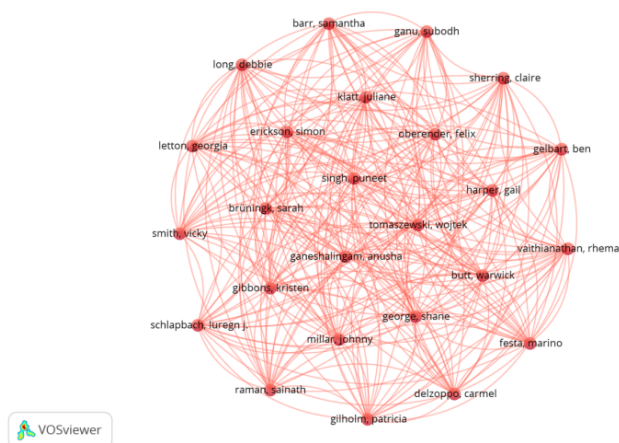 barr, samantha
ganu, subodh
long, debbie
sherring, claire
klatt, juliane
erickson, simon
oberender, felix
letton, georgia
gelbart, ben
singh, puneet
harper, gail
brüningk, sarah
tomaszewski, wojtek
smith, vicky
vaithianathan, rhema
ganeshalingam, anusha
butt, warwick
gibbons, kristen
george, shane
schlapbach, luregn j.
millar, johnny
festa, marino
raman, sainath
delzoppo, carmel
gilholm, patricia
VOSviewer